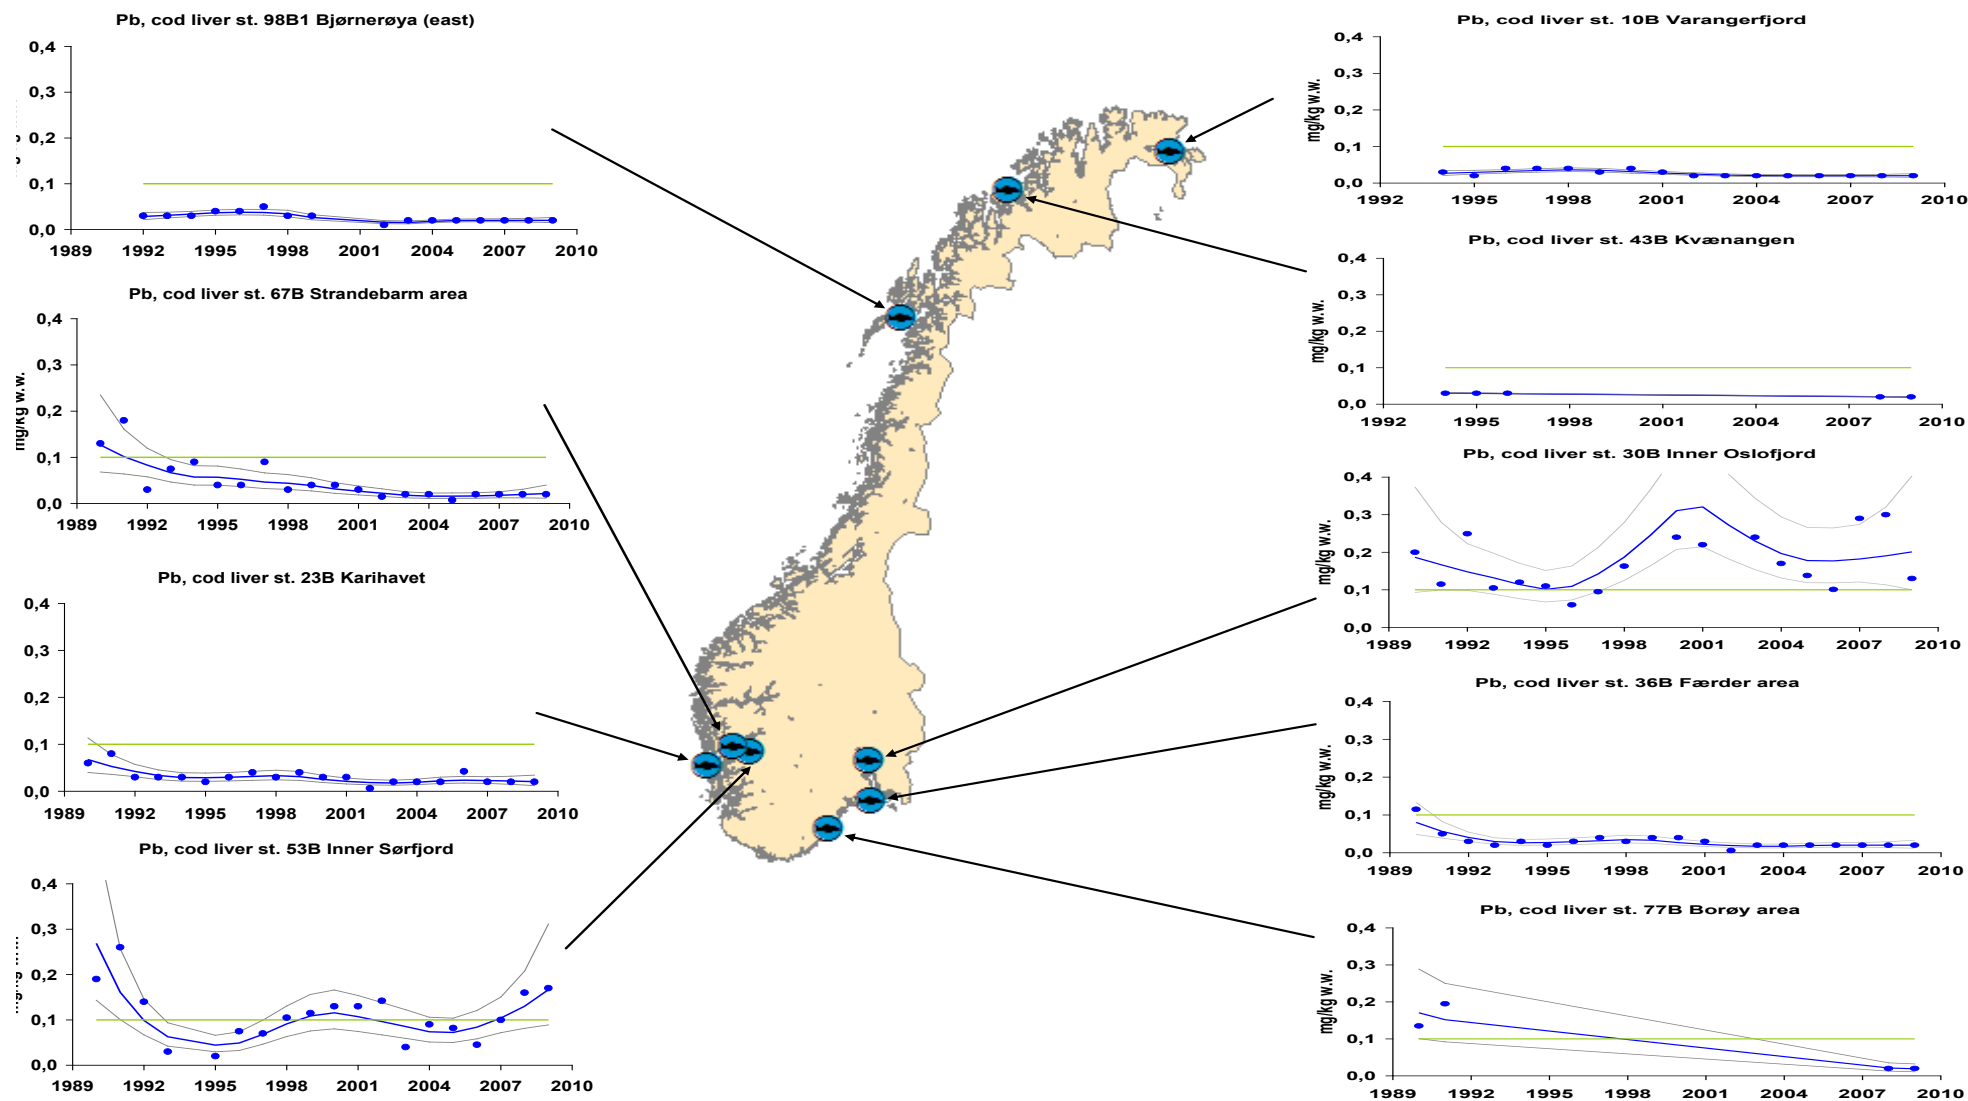 Pb, cod liver st. 98B1 Bjørnerøya (east)
0,4
0,3
0,2
0,1
0,0
1989 1992 1995 1998 2001 2004 2007 2010
Pb, cod liver st. 67B Strandebarm area
mg/kg w.w.
0,4
0,3
0,2
0,1
0,0
1989 1992 1995 1998 2001 2004 2007 2010
Pb, cod liver st. 23B Karihavet
0,4
0,3
0,2
0,1
0,0
1989 1992 1995 1998 2001 2004 2007 2010
Pb, cod liver st. 53B Inner Sørfjord
0,4
0,3
0,2
0,1
0,0
1989 1992 1995 1998 2001 2004 2007 2010
Pb, cod liver st. 10B Varangerfjord
mg/kg w.w.
0,4
0,3
0,2
0,1
0,0
1992 1995 1998 2001 2004 2007 2010
Pb, cod liver st. 43B Kvænangen
mg/kg w.w.
0,4
0,3
0,2
0,1
0,0
1992 1995 1998 2001 2004 2007 2010
Pb, cod liver st. 30B Inner Oslofjord
mg/kg w.w.
0,4
0,3
0,2
0,1
0,0
1989 1992 1995 1998 2001 2004 2007 2010
Pb, cod liver st. 36B Færder area
mg/kg w.w.
0,4
0,3
0,2
0,1
0,0
1989 1992 1995 1998 2001 2004 2007 2010
Pb, cod liver st. 77B Borøy area
mg/kg w.w.
0,4
0,3
0,2
0,1
0,0
1989 1992 1995 1998 2001 2004 2007 2010